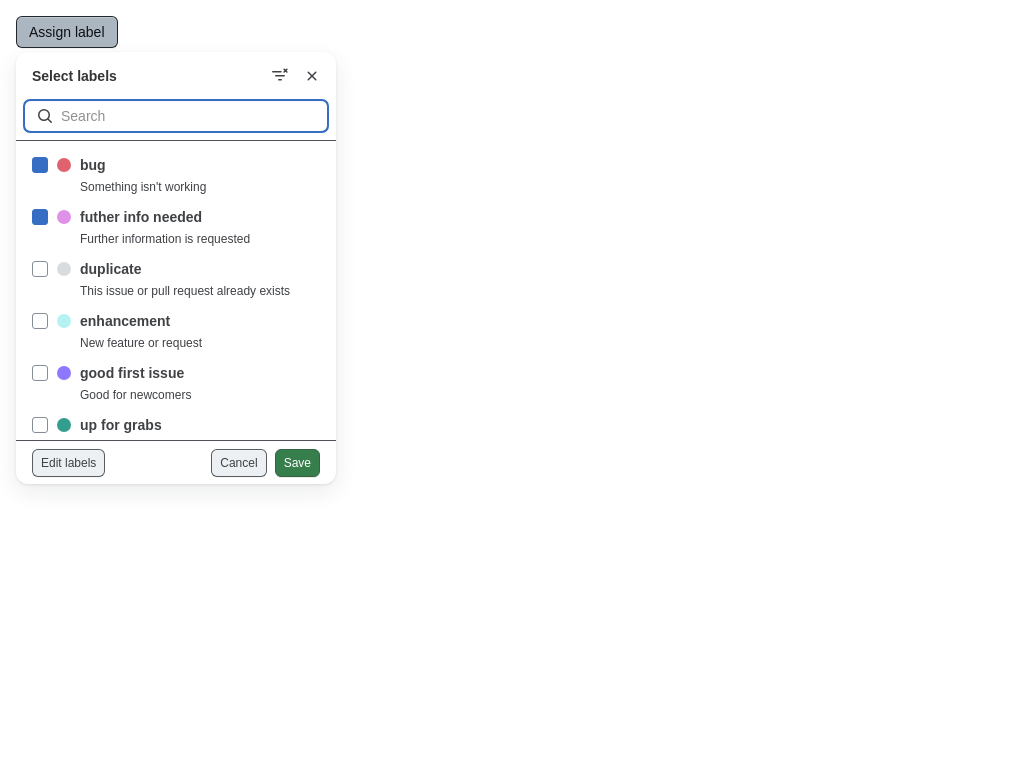 Assign label
Select labels
Search
bug
Something isn't working
futher info needed
Further information is requested
duplicate
This issue or pull request already exists
enhancement
New feature or request
good first issue
Good for newcomers
up for grabs
Edit labels Cancel Save